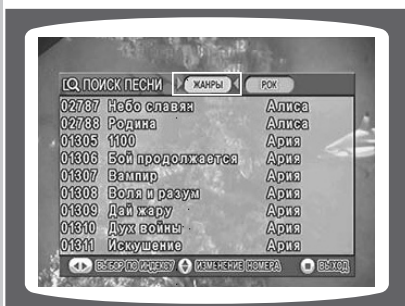 ПОИСК ПЕСНИ ЖАНРЫ РОК
02787 Небо славян Алиса
02788 Родина Алиса
01305 1100 Ария
01306 Бой продолжается Ария
01307 Вампир Ария
01308 Воля и разум Ария
01309 Дай жару Ария
01310 Дух войны Ария
01311 Искушение Ария
ВЫБОР ПО ИНДЕКСУ ИЗМЕНЕНИЕ НОМЕРА ВЫХОД